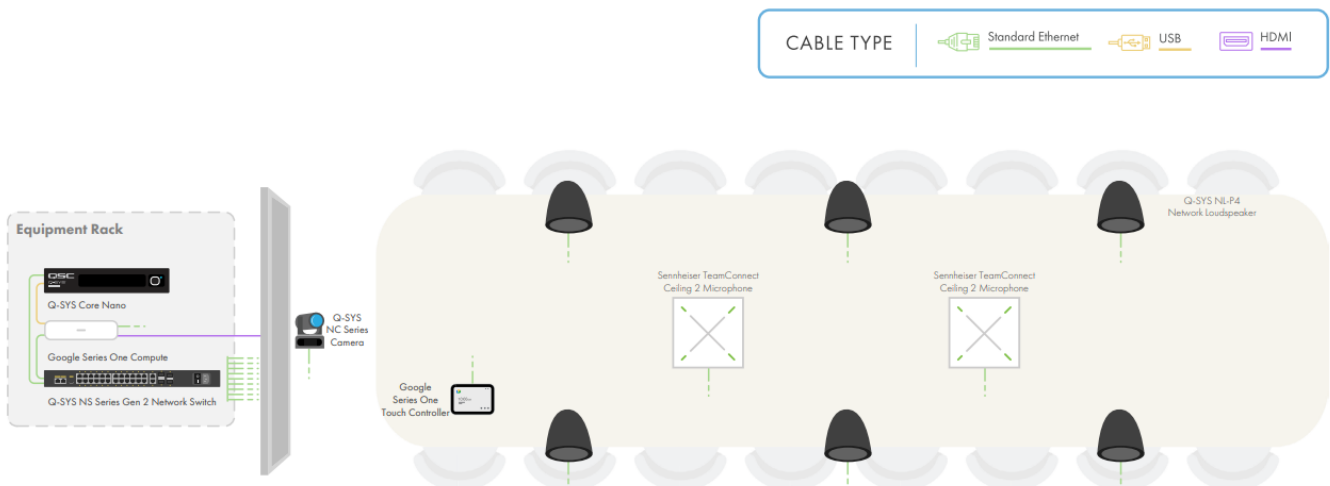 CABLE TYPE
Standard Ethernet
USB
HDMI
Equipment Rack
QSC
Q-SYS Core Nano
Google Series One Compute
Q-SYS NS Series Gen 2 Network Switch
Q-SYS
NC Series
Camera
Google
Series One
Touch Controller
Sennheiser TeamConnect
Ceiling 2 Microphone
Sennheiser TeamConnect
Ceiling 2 Microphone
Q-SYS NL-P4
Network Loudspeaker